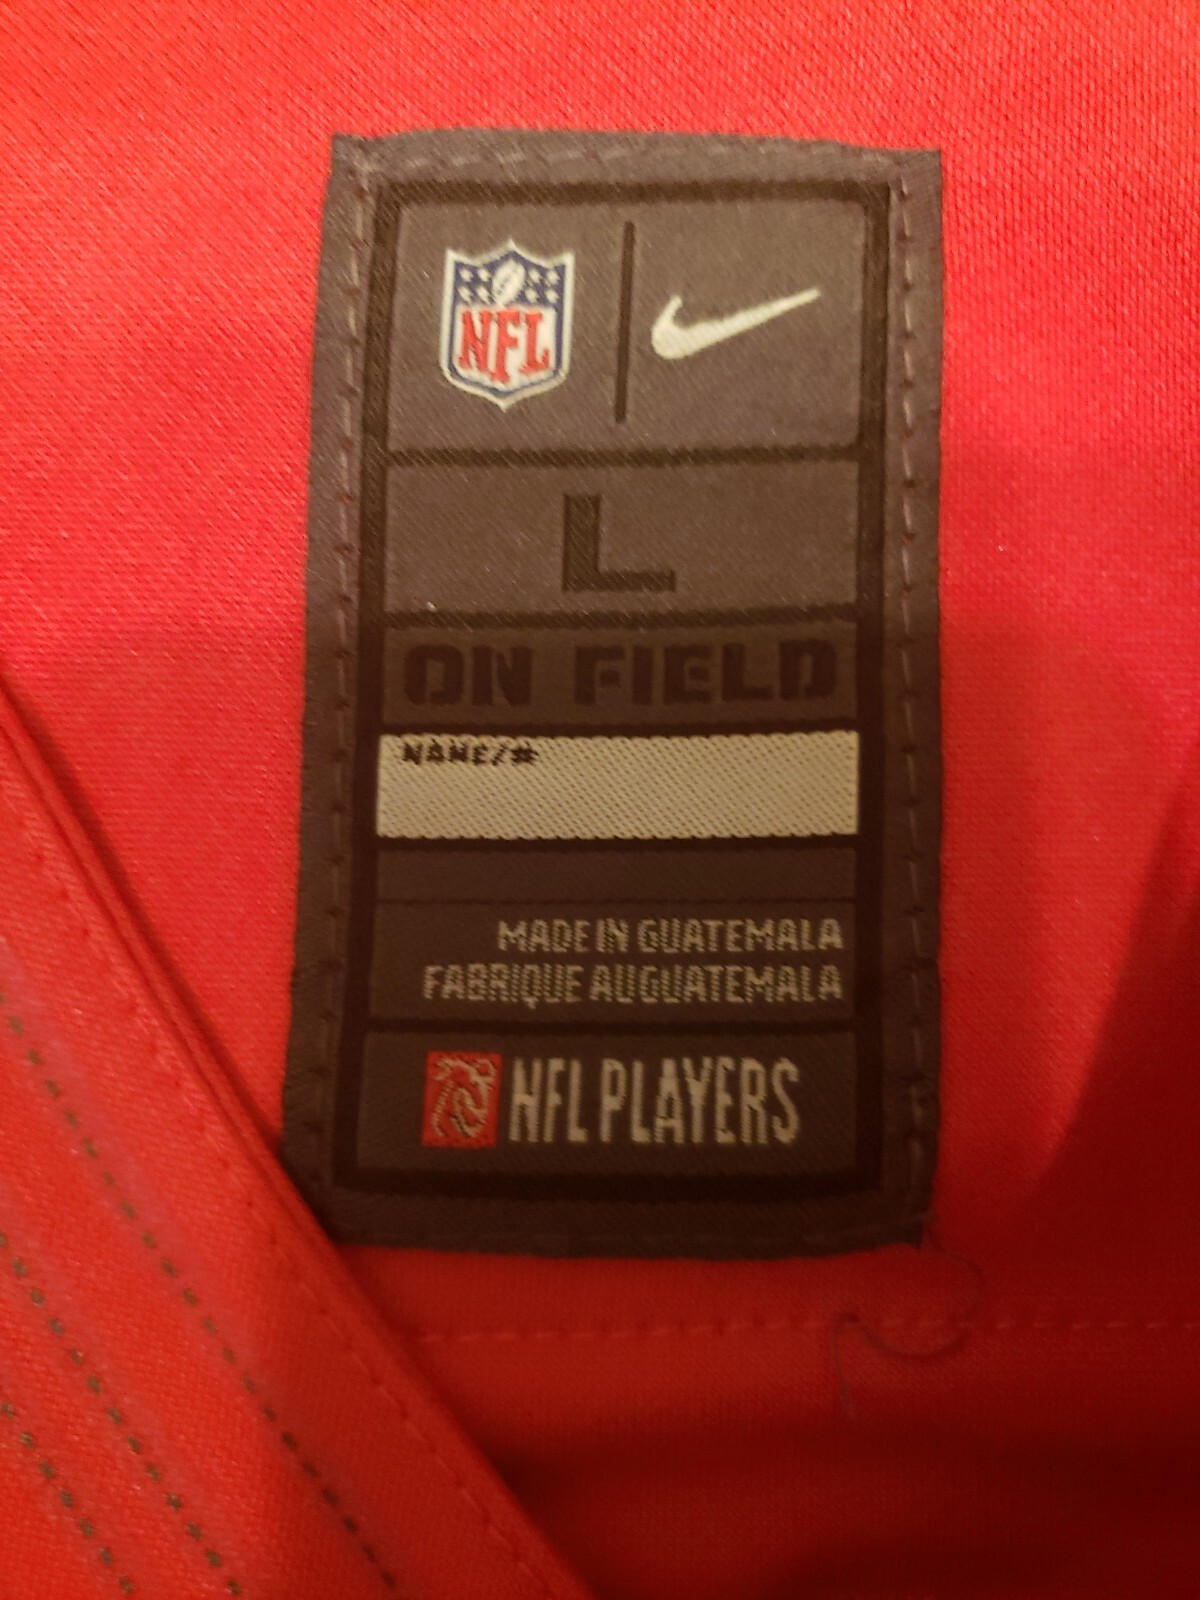 NFL
L
ON FIELD
NAME/#
MADE IN GUATEMALA
FABRIQUE AU GUATEMALA
NFL PLAYERS